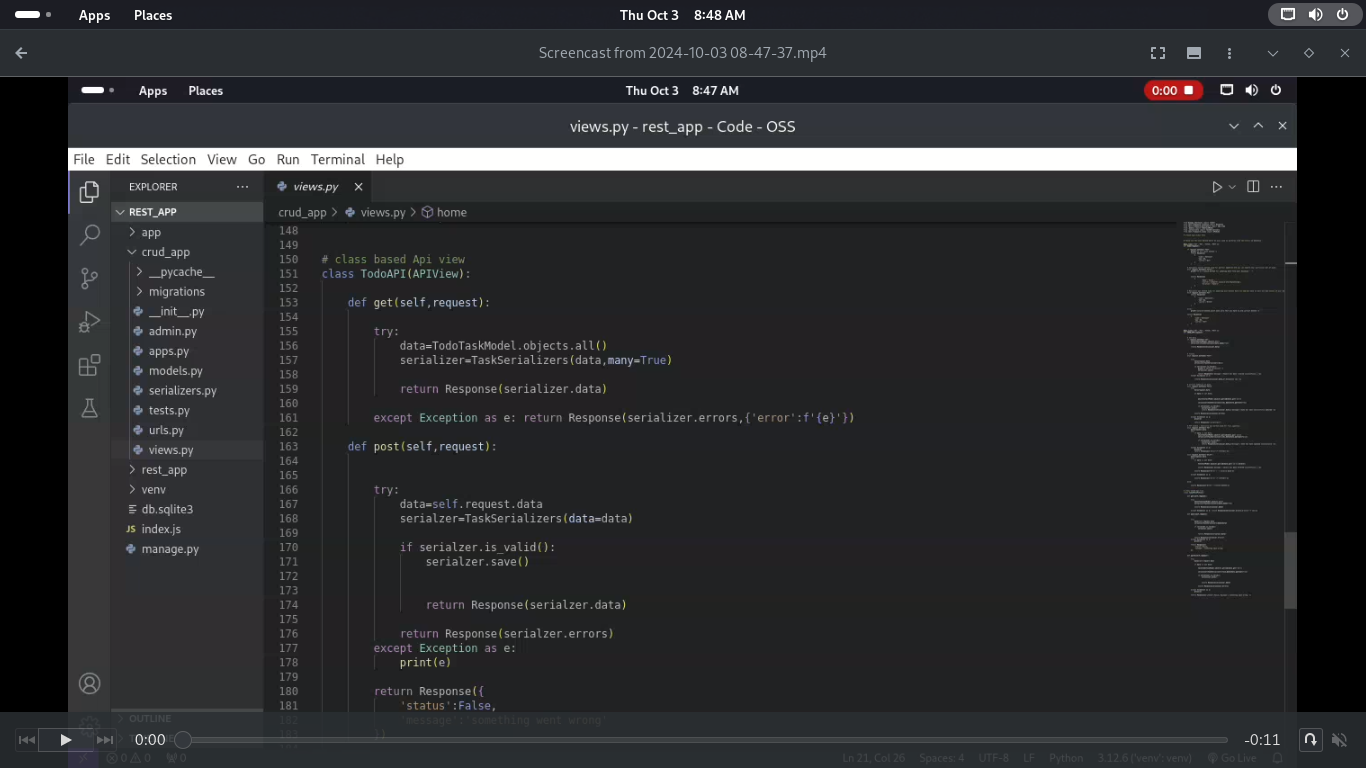 Apps Places Thu Oct 3 8:48 AM
Screencast from 2024-10-03 08-47-37.mp4
Apps Places Thu Oct 3 8:47 AM 0:00
views.py - rest_app - Code - OSS
File Edit Selection View Go Run Terminal Help
EXPLORER
views.py
REST_APP
crud_app > views.py > home
app
crud_app
__pycache__
migrations
__init__.py
admin.py
apps.py
models.py
serializers.py
tests.py
urls.py
views.py
rest_app
venv
db.sqlite3
JS index.js
manage.py
148
149
150 # class based Api view
151 class TodoAPI(APIView):
152
153 def get(self,request):
154
155 try:
156 data=TodoTaskModel.objects.all()
157 serializer=TaskSerializers(data,many=True)
158
159 return Response(serializer.data)
160
161 except Exception as e: return Response(serializer.errors,{'error':f'{e}'})
162
163 def post(self,request):
164
165
166 try:
167 data=self.request.data
168 serialzer=TaskSerializers(data=data)
169
170 if serialzer.is_valid():
171 serialzer.save()
172
173
174 return Response(serialzer.data)
175
176 return Response(serialzer.errors)
177 except Exception as e:
178 print(e)
179
180 return Response({
181 'status':False,
182 'message':'something went wrong'
})
OUTLINE
0:00 -0:11
0 0 0 Ln 21, Col 26 Spaces: 4 UTF-8 LF Python 3.12.6 ('venv': venv) Go Live